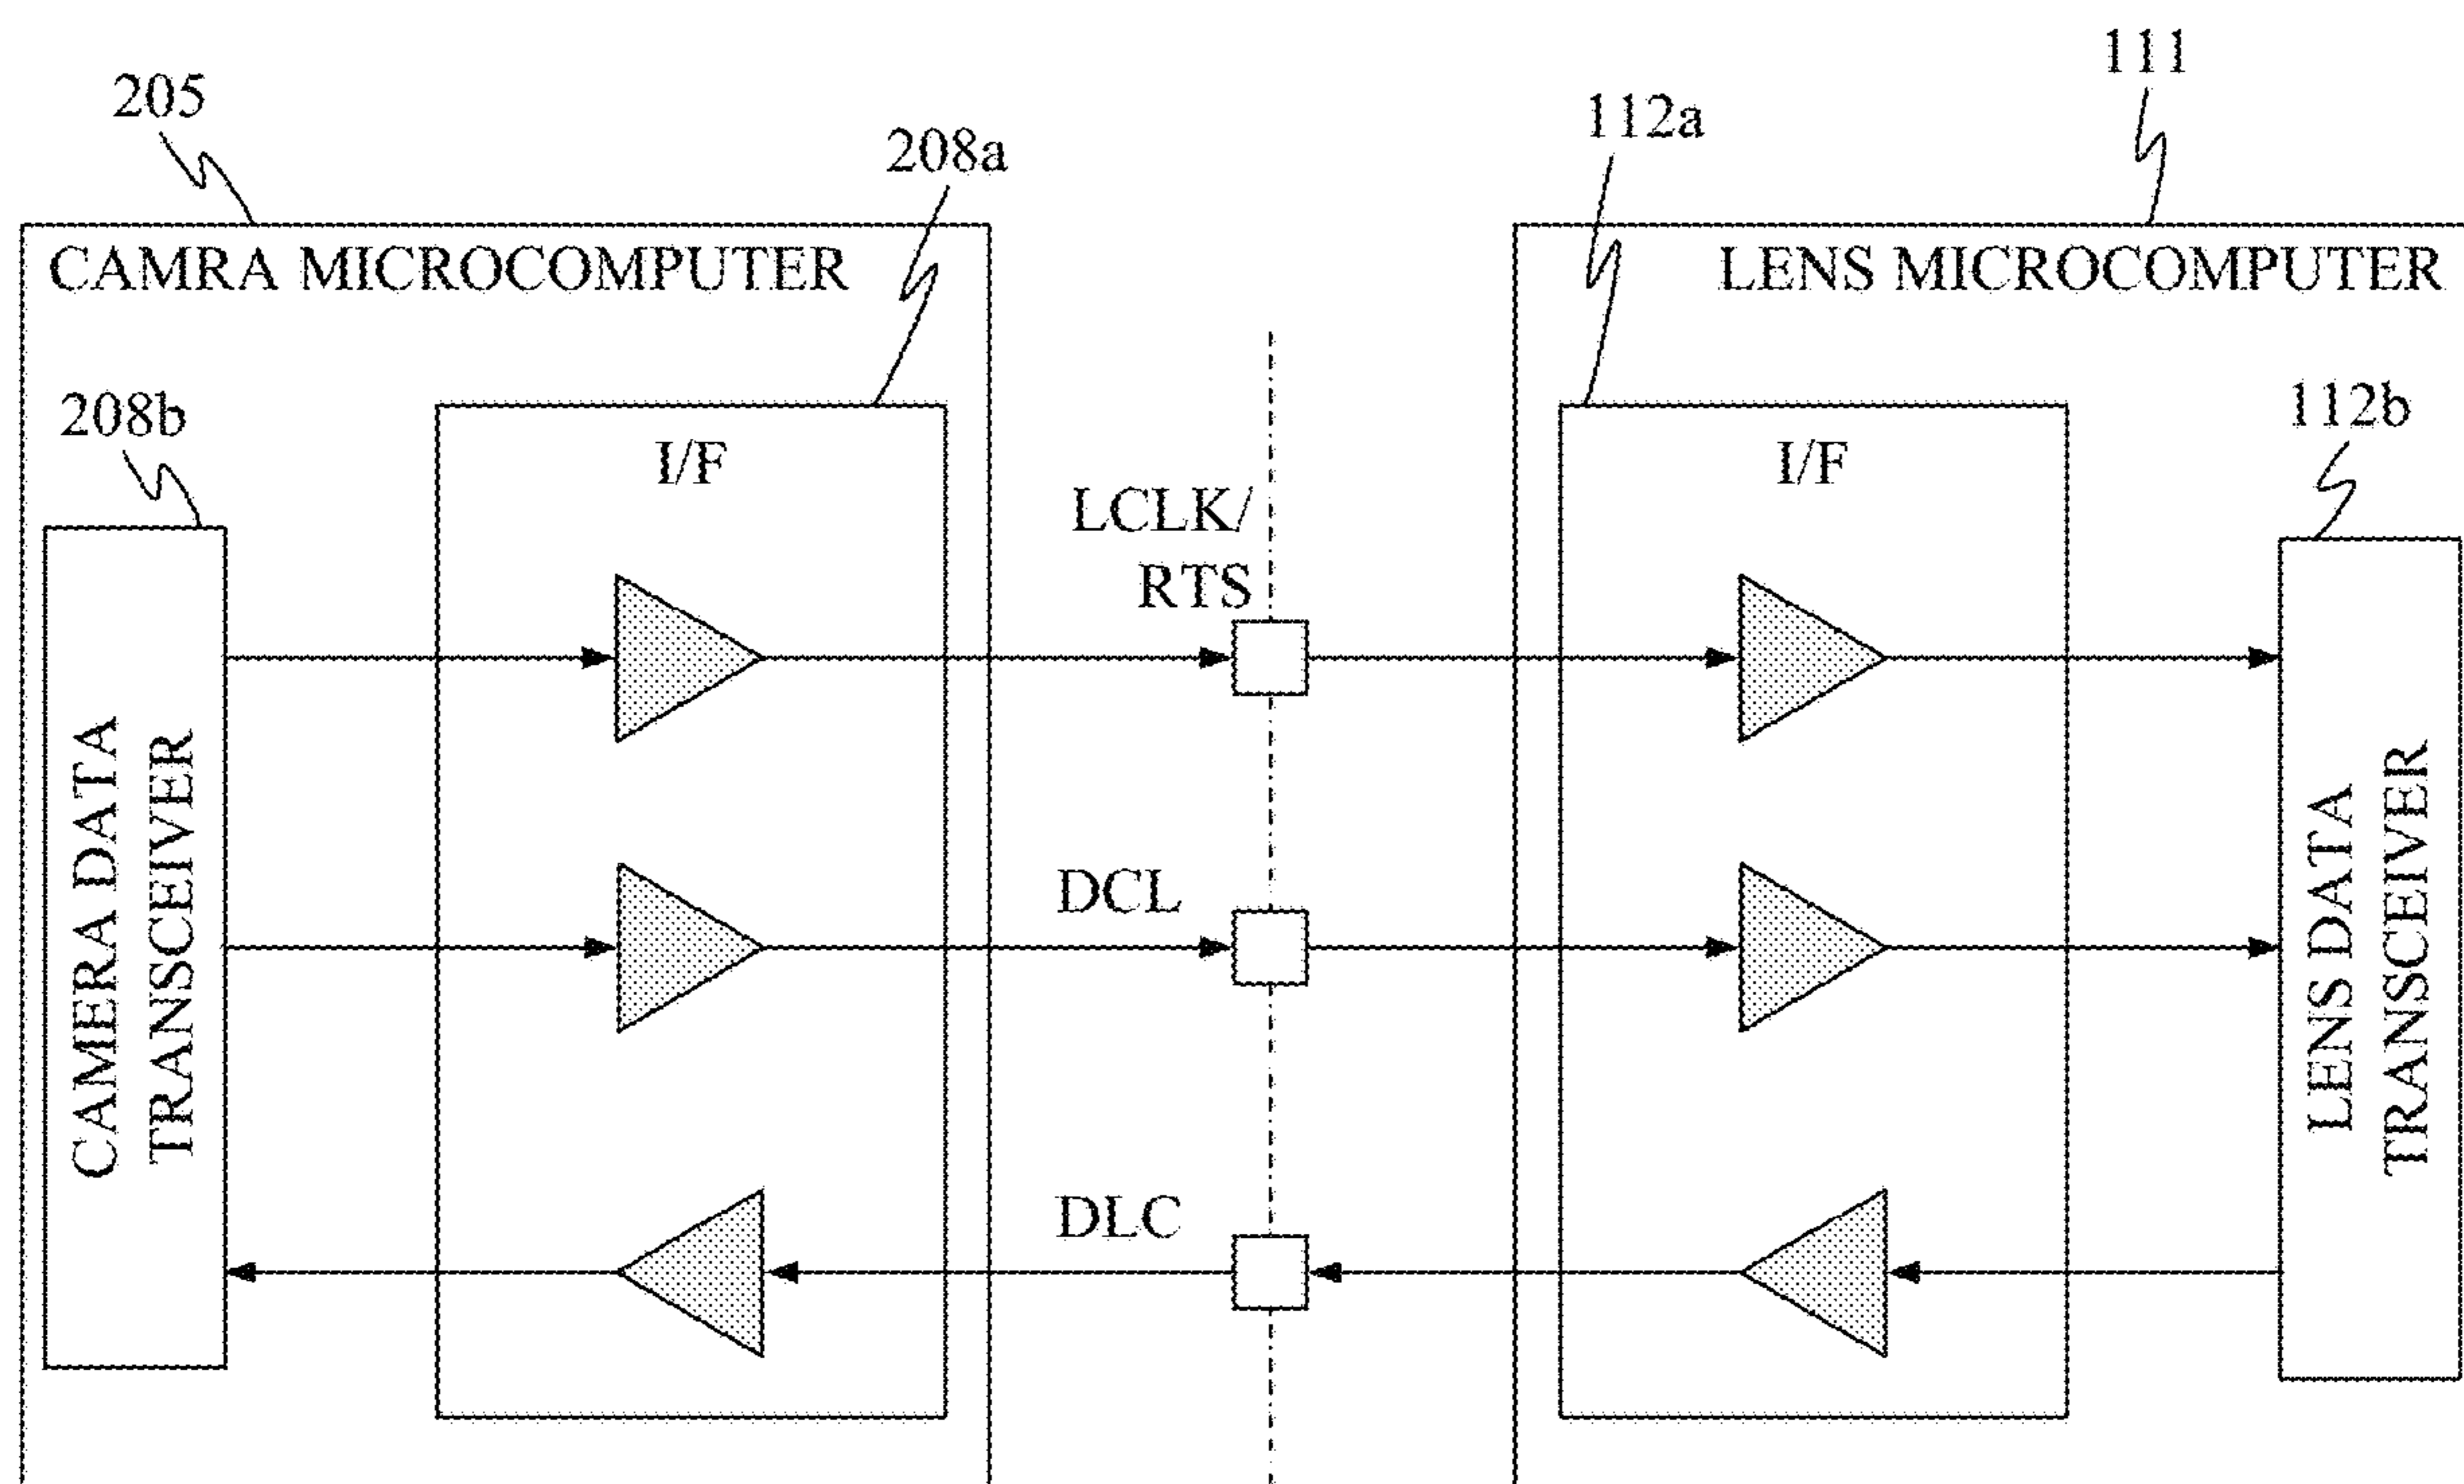 111
205
112a
208a
CAMRA MICROCOMPUTER
LENS MICROCOMPUTER
208b
112b
I/F
I/F
LCLK/
RTS
DCL
DLC
CAMERA DATA
TRANSCEIVER
LENS DATA
TRANSCEIVER